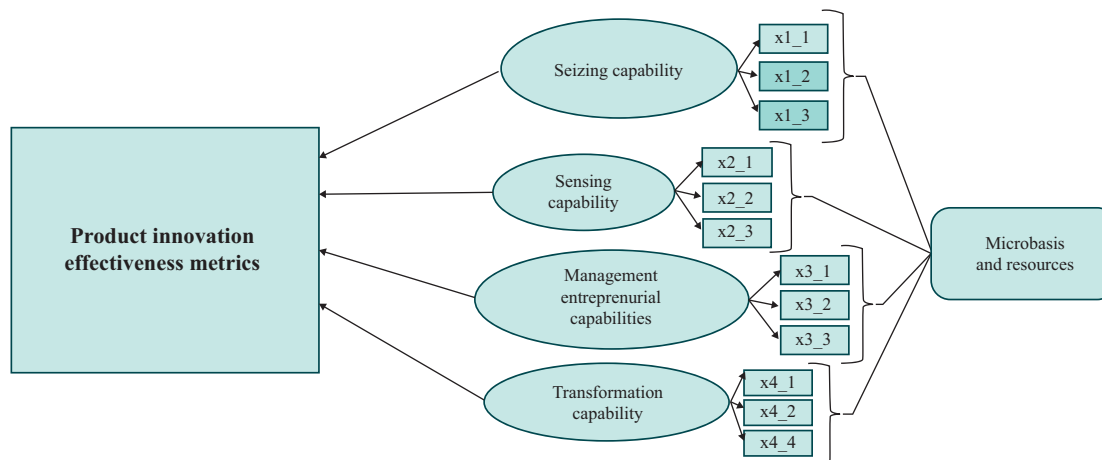 Product innovation
effectiveness metrics
Seizing capability
x1_1
x1_2
x1_3
Sensing
capability
x2_1
x2_2
x2_3
Management
entreprenurial
capabilities
x3_1
x3_2
x3_3
Transformation
capability
x4_1
x4_2
x4_4
Microbasis
and resources